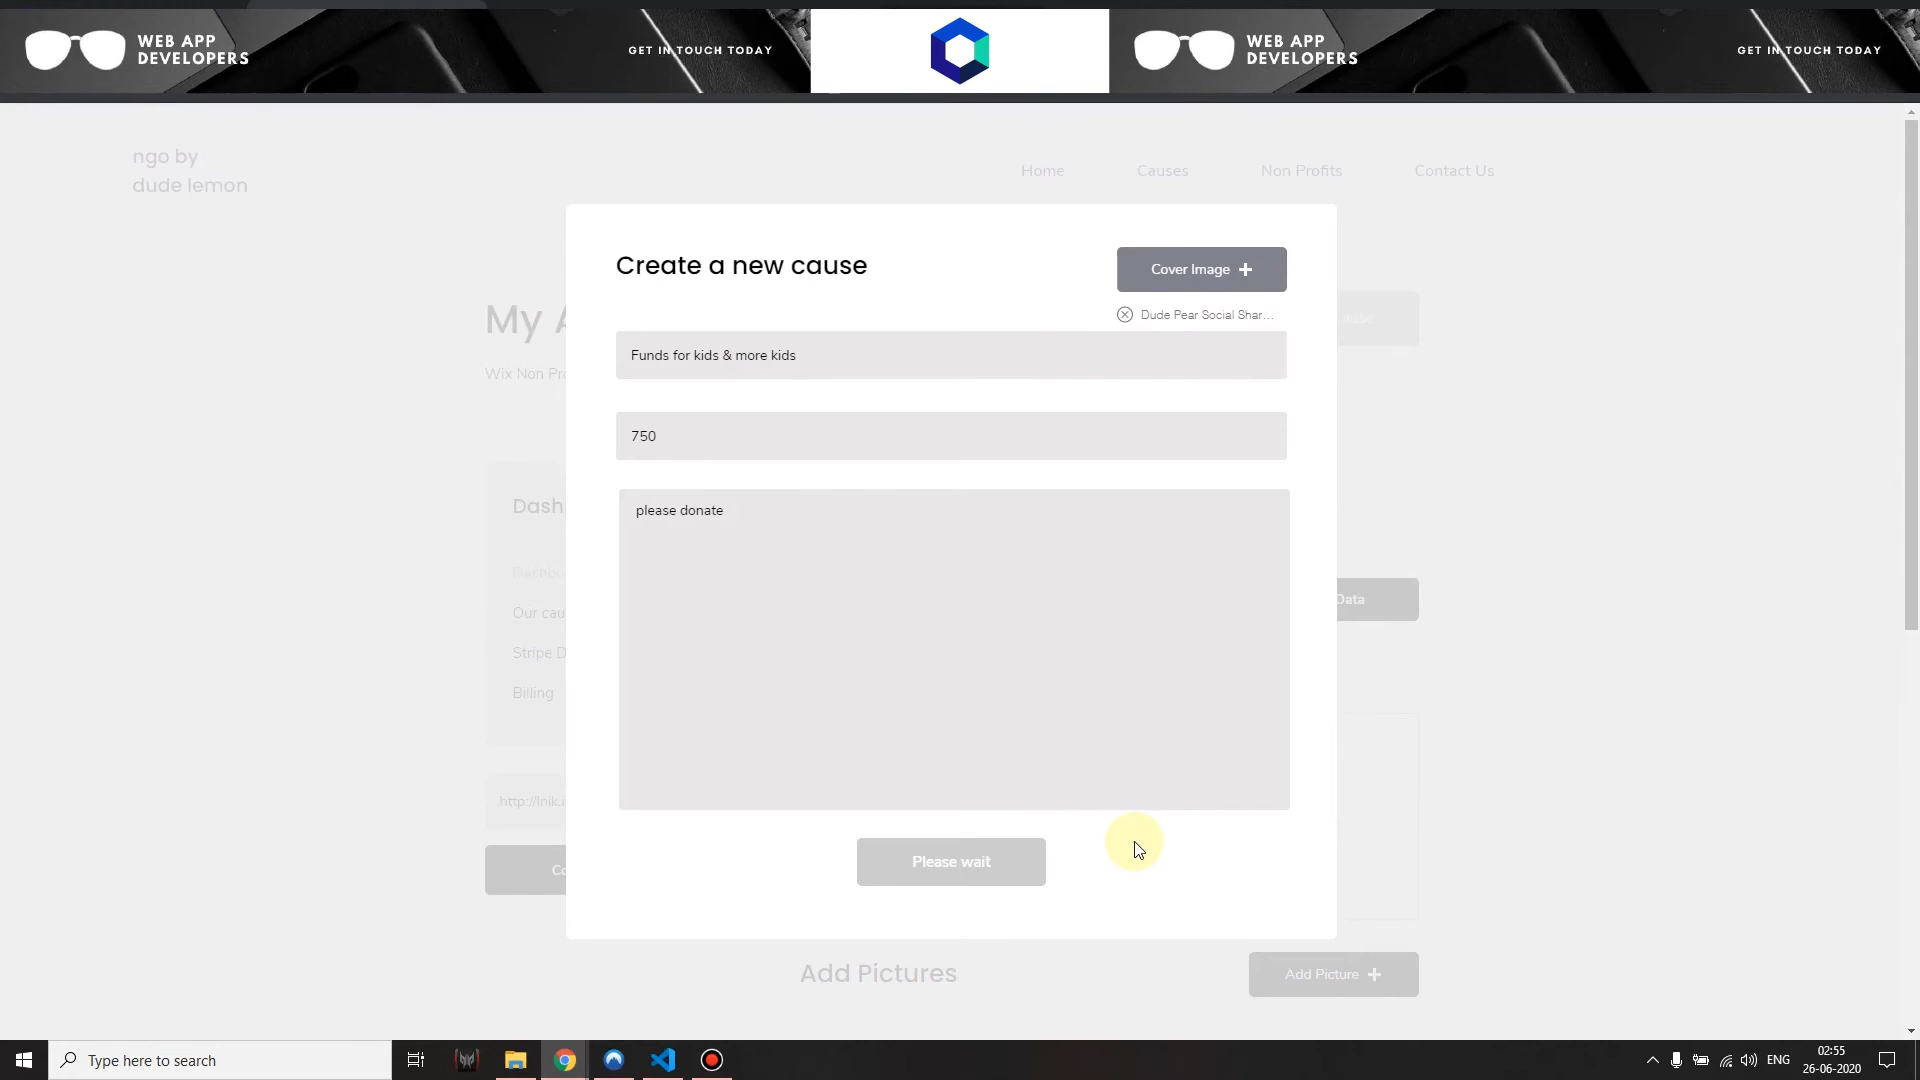 WEB APP
DEVELOPERS
GET IN TOUCH TODAY
WEB APP
DEVELOPERS
GET IN TOUCH TODAY
ngo by
dude lemon
Home
Causes
Non Profits
Contact Us
Create a new cause
Cover Image
Dude Pear Social Shar...
My A
Wix Non Pro
Funds for kids & more kids
750
please donate
Dash
Dashbo
Our cau
Stripe D
Billing
Data
http://lnik.i
Co
Please wait
Add Pictures
Add Picture
Type here to search
ENG
02:55
26-06-2020